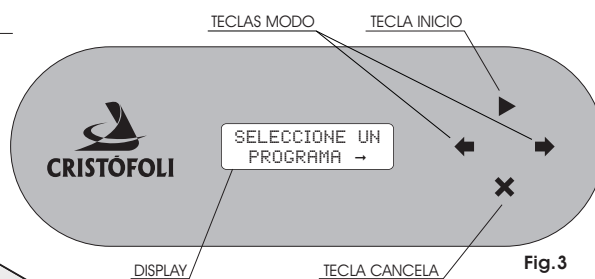 TECLAS MODO
TECLA INICIO
SELECCIONE UN
PROGRAMA →
CRISTÓFOLI
DISPLAY
TECLA CANCELA
Fig.3